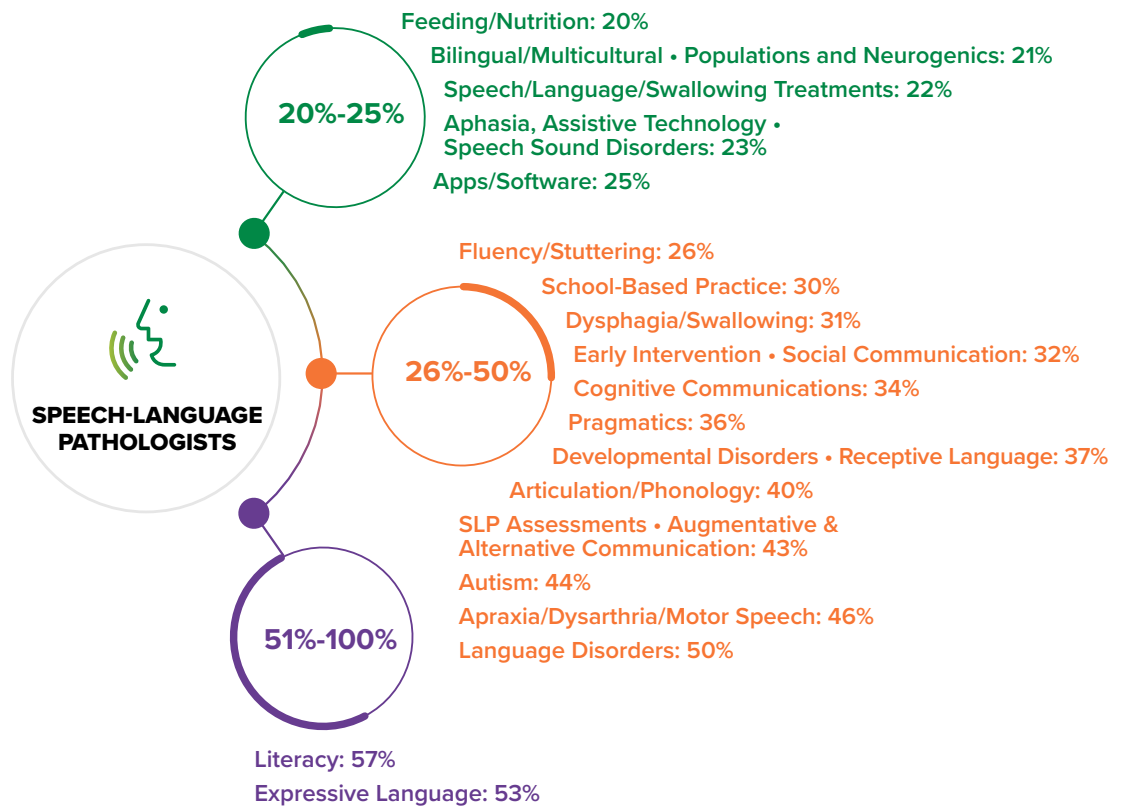 Feeding/Nutrition: 20%
Bilingual/Multicultural • Populations and Neurogenics: 21%
Speech/Language/Swallowing Treatments: 22%
Aphasia, Assistive Technology •
Speech Sound Disorders: 23%
Apps/Software: 25%
20%-25%
SPEECH-LANGUAGE
PATHOLOGISTS
Fluency/Stuttering: 26%
School-Based Practice: 30%
Dysphagia/Swallowing: 31%
Early Intervention • Social Communication: 32%
Cognitive Communications: 34%
Pragmatics: 36%
Developmental Disorders • Receptive Language: 37%
Articulation/Phonology: 40%
SLP Assessments • Augmentative &
Alternative Communication: 43%
Autism: 44%
Apraxia/Dysarthria/Motor Speech: 46%
Language Disorders: 50%
26%-50%
51%-100%
Literacy: 57%
Expressive Language: 53%